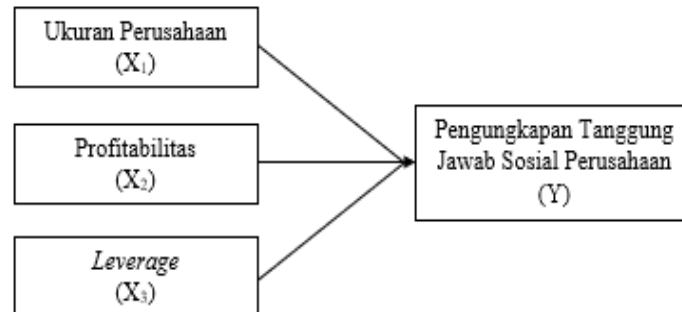 Ukuran Perusahaan
(X₁)
Profitabilitas
(X₂)
Leverage
(X₃)
Pengungkapan Tanggung
Jawab Sosial Perusahaan
(Y)